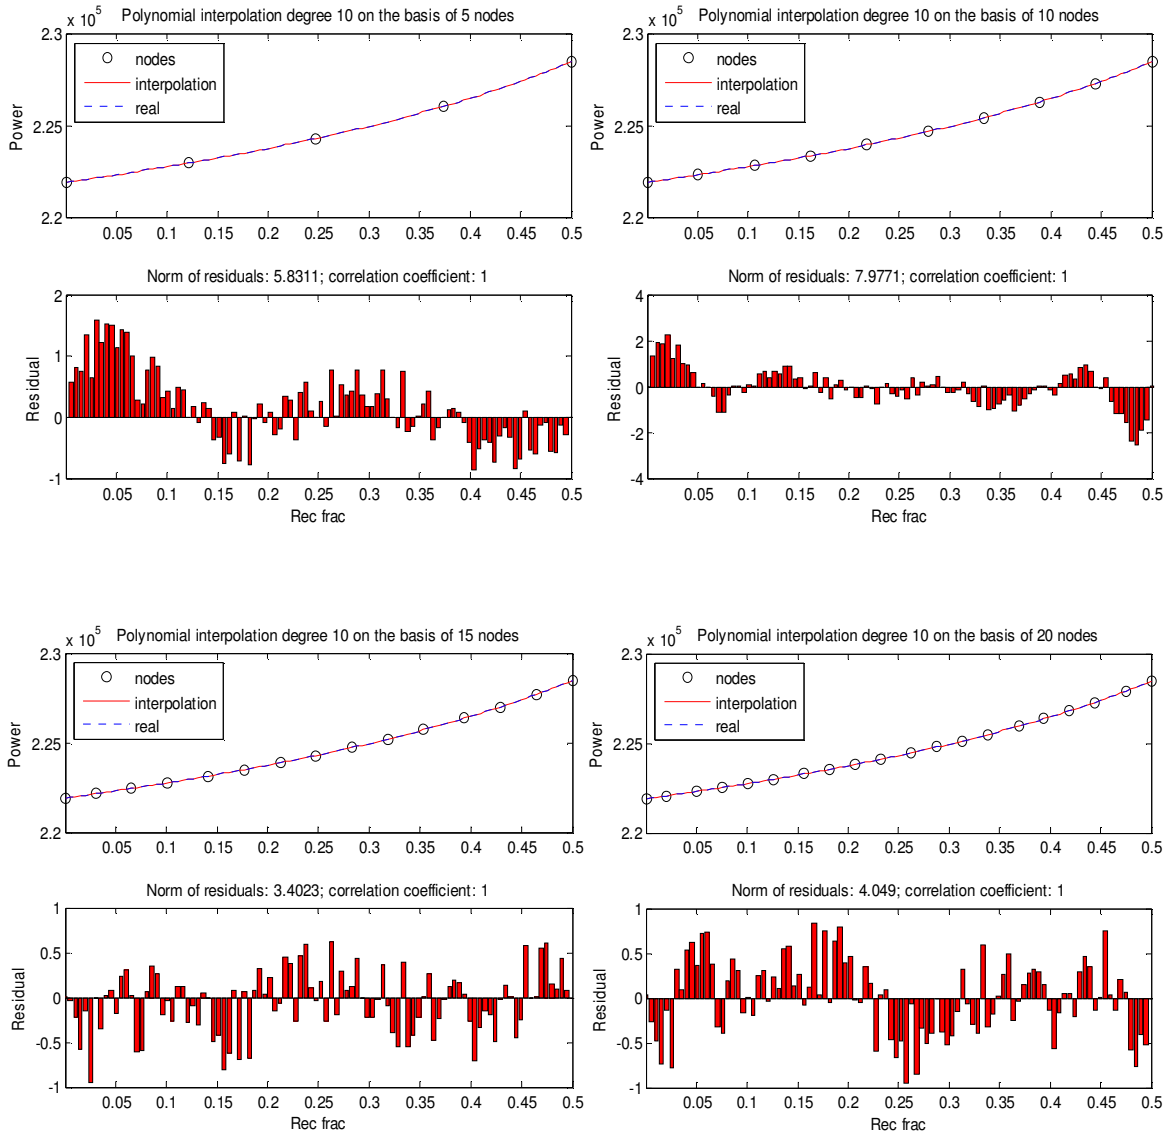 x 10^5
Polynomial interpolation degree 10 on the basis of 5 nodes
2.3
2.25
2.2
Power
nodes
interpolation
real
0.05 0.1 0.15 0.2 0.25 0.3 0.35 0.4 0.45 0.5
Norm of residuals: 5.8311; correlation coefficient: 1
2
1
0
-1
Residual
0.05 0.1 0.15 0.2 0.25 0.3 0.35 0.4 0.45 0.5
Rec frac
x 10^5
Polynomial interpolation degree 10 on the basis of 10 nodes
2.3
2.25
2.2
Power
nodes
interpolation
real
0.05 0.1 0.15 0.2 0.25 0.3 0.35 0.4 0.45 0.5
Norm of residuals: 7.9771; correlation coefficient: 1
4
2
0
-2
-4
Residual
0.05 0.1 0.15 0.2 0.25 0.3 0.35 0.4 0.45 0.5
Rec frac
x 10^5
Polynomial interpolation degree 10 on the basis of 15 nodes
2.3
2.25
2.2
Power
nodes
interpolation
real
0.05 0.1 0.15 0.2 0.25 0.3 0.35 0.4 0.45 0.5
Norm of residuals: 3.4023; correlation coefficient: 1
1
0.5
0
-0.5
-1
Residual
0.05 0.1 0.15 0.2 0.25 0.3 0.35 0.4 0.45 0.5
Rec frac
x 10^5
Polynomial interpolation degree 10 on the basis of 20 nodes
2.3
2.25
2.2
Power
nodes
interpolation
real
0.05 0.1 0.15 0.2 0.25 0.3 0.35 0.4 0.45 0.5
Norm of residuals: 4.049; correlation coefficient: 1
1
0.5
0
-0.5
-1
Residual
0.05 0.1 0.15 0.2 0.25 0.3 0.35 0.4 0.45 0.5
Rec frac